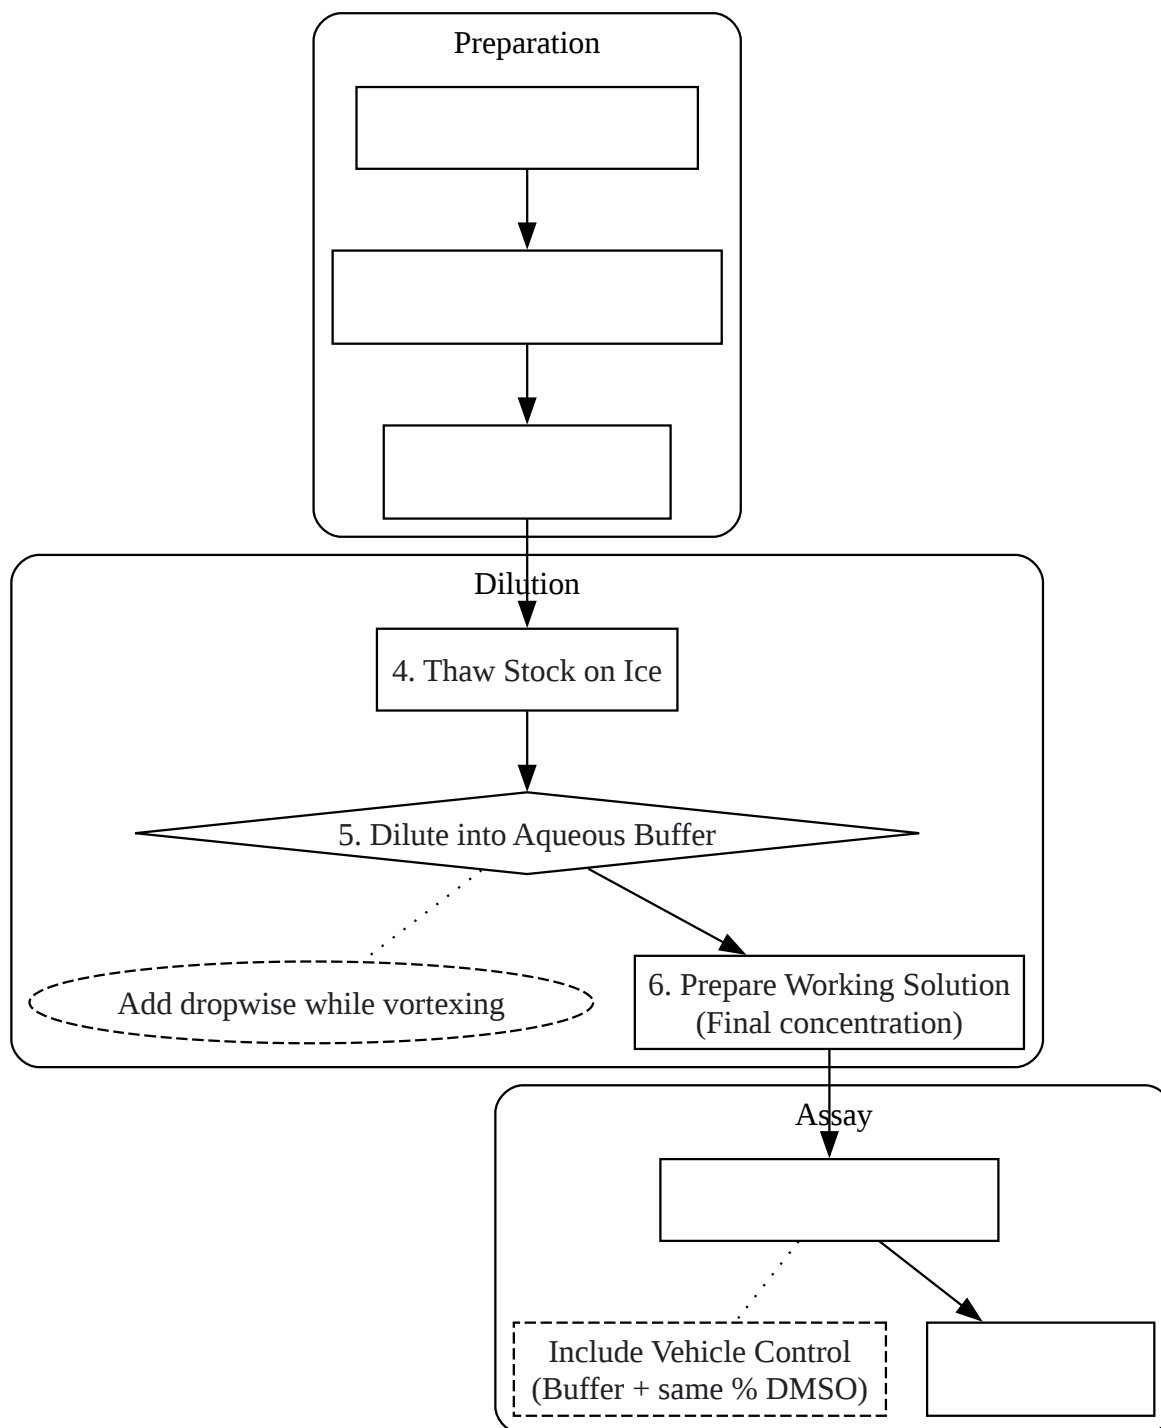 Preparation
Dilution
4. Thaw Stock on Ice
5. Dilute into Aqueous Buffer
Add dropwise while vortexing
6. Prepare Working Solution
(Final concentration)
Assay
Include Vehicle Control
(Buffer + same % DMSO)